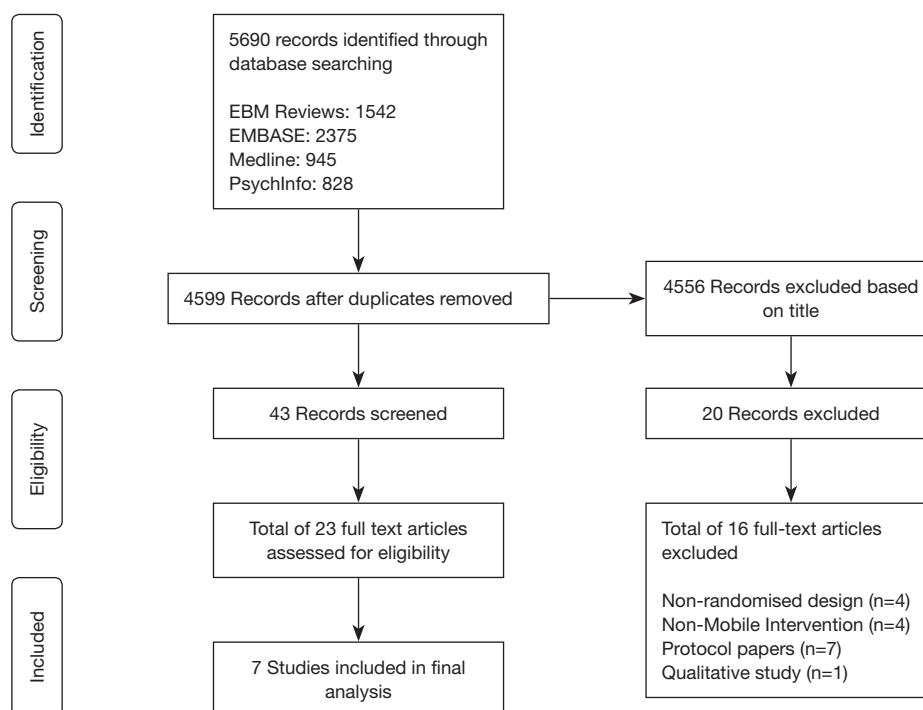 Identification
5690 records identified through
database searching
EBM Reviews: 1542
EMBASE: 2375
Medline: 945
PsychInfo: 828
Screening
4599 Records after duplicates removed
4556 Records excluded based
on title
Eligibility
43 Records screened
20 Records excluded
Total of 23 full text articles
assessed for eligibility
Total of 16 full-text articles
excluded
Non-randomised design (n=4)
Non-Mobile Intervention (n=4)
Protocol papers (n=7)
Qualitative study (n=1)
Included
7 Studies included in final
analysis